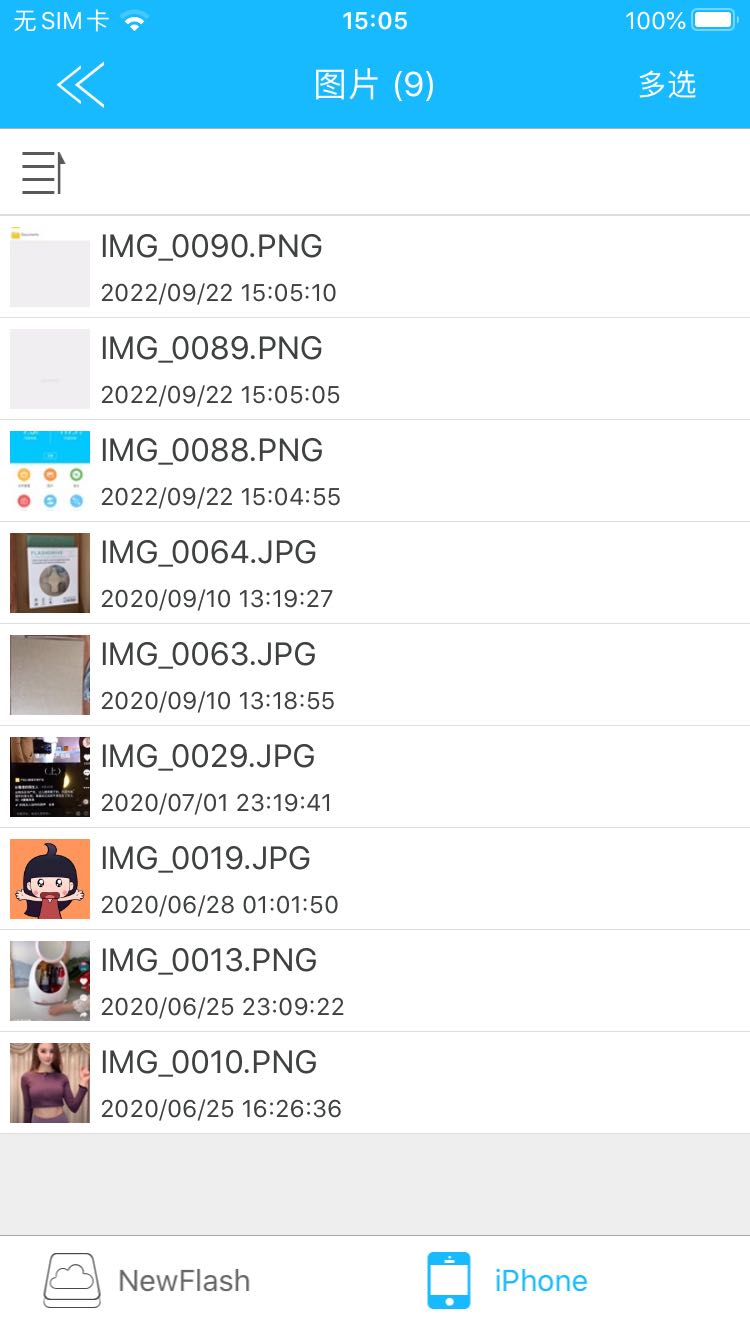 无SIM卡 15:05 100%
图片 (9) 多选
IMG_0090.PNG
2022/09/22 15:05:10
IMG_0089.PNG
2022/09/22 15:05:05
IMG_0088.PNG
2022/09/22 15:04:55
IMG_0064.JPG
2020/09/10 13:19:27
IMG_0063.JPG
2020/09/10 13:18:55
IMG_0029.JPG
2020/07/01 23:19:41
IMG_0019.JPG
2020/06/28 01:01:50
IMG_0013.PNG
2020/06/25 23:09:22
IMG_0010.PNG
2020/06/25 16:26:36
NewFlash iPhone